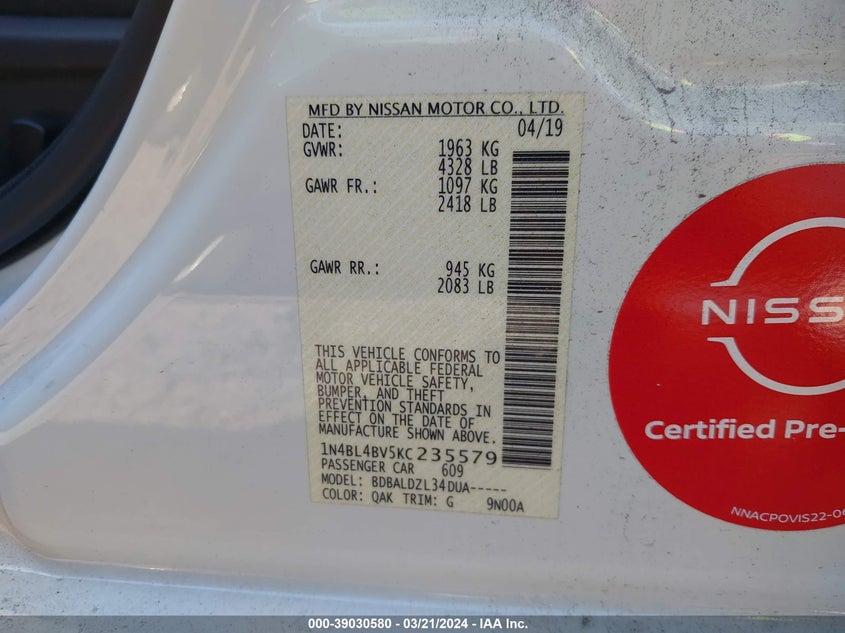 MFD BY NISSAN MOTOR CO., LTD.
DATE: 04/19
GVWR: 1963 KG
4328 LB
GAWR FR.: 1097 KG
2418 LB
GAWR RR.: 945 KG
2083 LB
THIS VEHICLE CONFORMS TO
ALL APPLICABLE FEDERAL
MOTOR VEHICLE SAFETY,
BUMPER, AND THEFT
PREVENTION STANDARDS IN
EFFECT ON THE DATE OF
MANUFACTURE SHOWN ABOVE.
1N4BL4BV5KC235579
PASSENGER CAR 609
MODEL: BDBALDZL34DUA-----
COLOR: QAK TRIM: G 9N00A
NISS
Certified Pre-
NNACPOVIS22-06
000-39030580 / 03/21/2024 / IAA Inc.